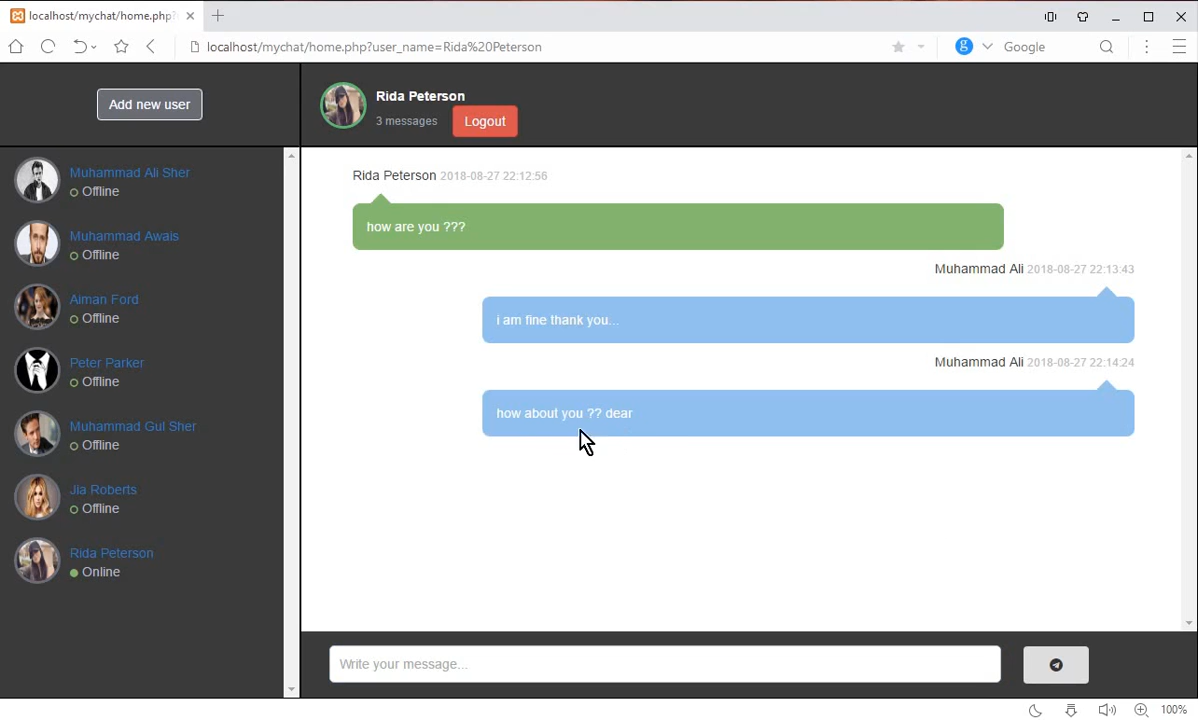 localhost/mychat/home.php?
localhost/mychat/home.php?user_name=Rida%20Peterson
Google
Add new user
Rida Peterson
3 messages
Logout
Muhammad Ali Sher
Offline
Muhammad Awais
Offline
Aiman Ford
Offline
Peter Parker
Offline
Muhammad Gul Sher
Offline
Jia Roberts
Offline
Rida Peterson
Online
Rida Peterson 2018-08-27 22:12:56
how are you ???
Muhammad Ali 2018-08-27 22:13:43
i am fine thank you...
Muhammad Ali 2018-08-27 22:14:24
how about you ?? dear
Write your message...
100%